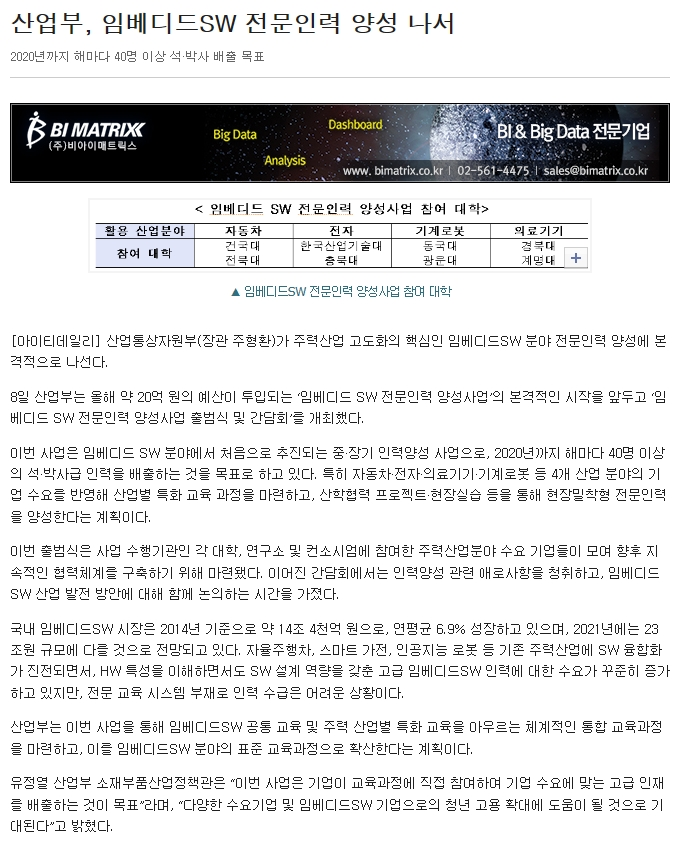 산업부, 임베디드SW 전문인력 양성 나서
2020년까지 해마다 40명 이상 석·박사 배출 목표
BI MATRIX
(주)비아이매트릭스
Big Data
Dashboard
Analysis
BI & Big Data 전문기업
www. bimatrix.co.kr | 02-561-4475 | sales@bimatrix.co.kr
< 임베디드 SW 전문인력 양성사업 참여 대학>
활용 산업분야 자동차 전자 기계로봇 의료기기
참여 대학 건국대 한국산업기술대 동국대 경북대
전북대 충북대 광운대 계명대
▲ 임베디드SW 전문인력 양성사업 참여 대학
[아이티데일리] 산업통상자원부(장관 주형환)가 주력산업 고도화의 핵심인 임베디드SW 분야 전문인력 양성에 본
격적으로 나선다.
8일 산업부는 올해 약 20억 원의 예산이 투입되는 ‘임베디드 SW 전문인력 양성사업’의 본격적인 시작을 앞두고 ‘임
베디드 SW 전문인력 양성사업 출범식 및 간담회’를 개최했다.
이번 사업은 임베디드 SW 분야에서 처음으로 추진되는 중·장기 인력양성 사업으로, 2020년까지 해마다 40명 이상
의 석·박사급 인력을 배출하는 것을 목표로 하고 있다. 특히 자동차·전자·의료기기·기계로봇 등 4개 산업 분야의 기
업 수요를 반영해 산업별 특화 교육 과정을 마련하고, 산학협력 프로젝트·현장실습 등을 통해 현장밀착형 전문인력
을 양성한다는 계획이다.
이번 출범식은 사업 수행기관인 각 대학, 연구소 및 컨소시엄에 참여한 주력산업분야 수요 기업들이 모여 향후 지
속적인 협력체계를 구축하기 위해 마련됐다. 이어진 간담회에서는 인력양성 관련 애로사항을 청취하고, 임베디드
SW 산업 발전 방안에 대해 함께 논의하는 시간을 가졌다.
국내 임베디드SW 시장은 2014년 기준으로 약 14조 4천억 원으로, 연평균 6.9% 성장하고 있으며, 2021년에는 23
조원 규모에 다를 것으로 전망되고 있다. 자율주행차, 스마트 가전, 인공지능 로봇 등 기존 주력산업에 SW 융합화
가 진전되면서, HW 특성을 이해하면서도 SW 설계 역량을 갖춘 고급 임베디드SW 인력에 대한 수요가 꾸준히 증가
하고 있지만, 전문 교육 시스템 부재로 인력 수급은 어려운 상황이다.
산업부는 이번 사업을 통해 임베디드SW 공통 교육 및 주력 산업별 특화 교육을 아우르는 체계적인 통합 교육과정
을 마련하고, 이를 임베디드SW 분야의 표준 교육과정으로 확산한다는 계획이다.
유정열 산업부 소재부품산업정책관은 “이번 사업은 기업이 교육과정에 직접 참여하여 기업 수요에 맞는 고급 인재
를 배출하는 것이 목표”라며, “다양한 수요기업 및 임베디드SW 기업으로의 청년 고용 확대에 도움이 될 것으로 기
대된다”고 밝혔다.